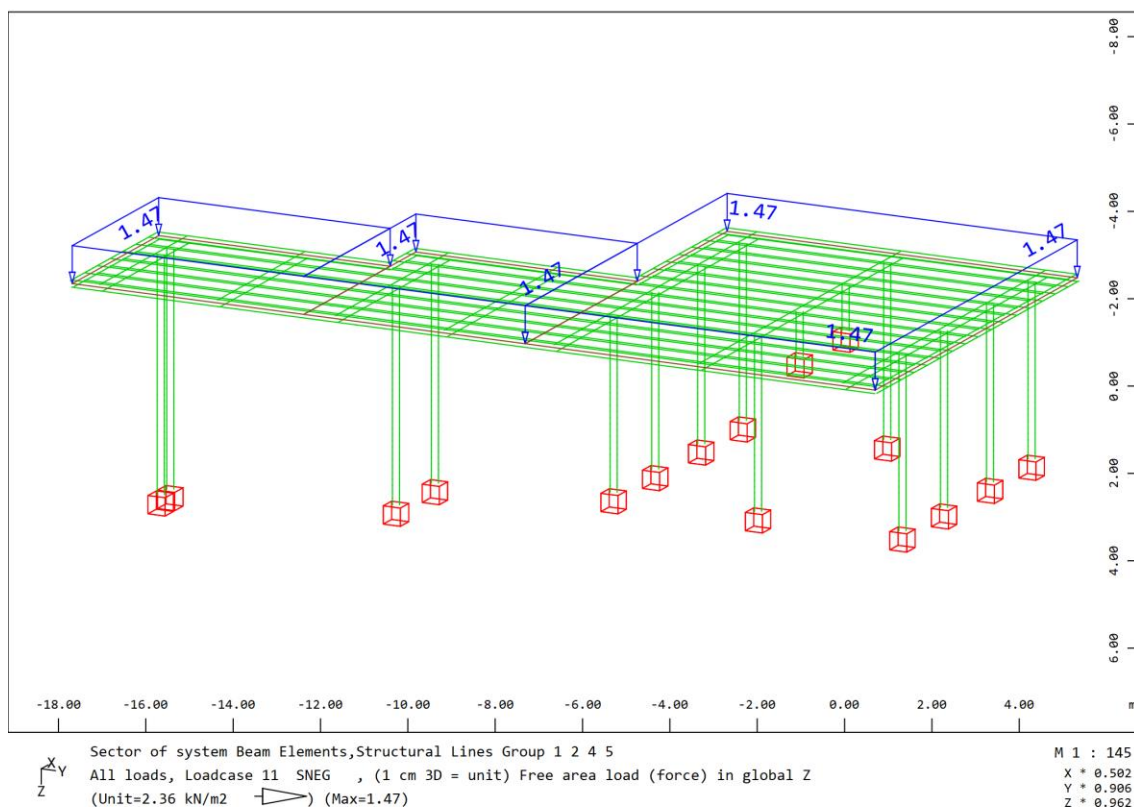 -8.00
-6.00
-4.00
1.47
1.47
1.47
1.47
1.47
1.47
-2.00
0.00
2.00
4.00
6.00
-18.00 -16.00 -14.00 -12.00 -10.00 -8.00 -6.00 -4.00 -2.00 0.00 2.00 4.00 m
Sector of system Beam Elements,Structural Lines Group 1 2 4 5
All loads, Loadcase 11 SNEG , (1 cm 3D = unit) Free area load (force) in global Z
(Unit=2.36 kN/m2 ) (Max=1.47)
X
Y
Z
M 1 : 145
X * 0.502
Y * 0.906
Z * 0.962